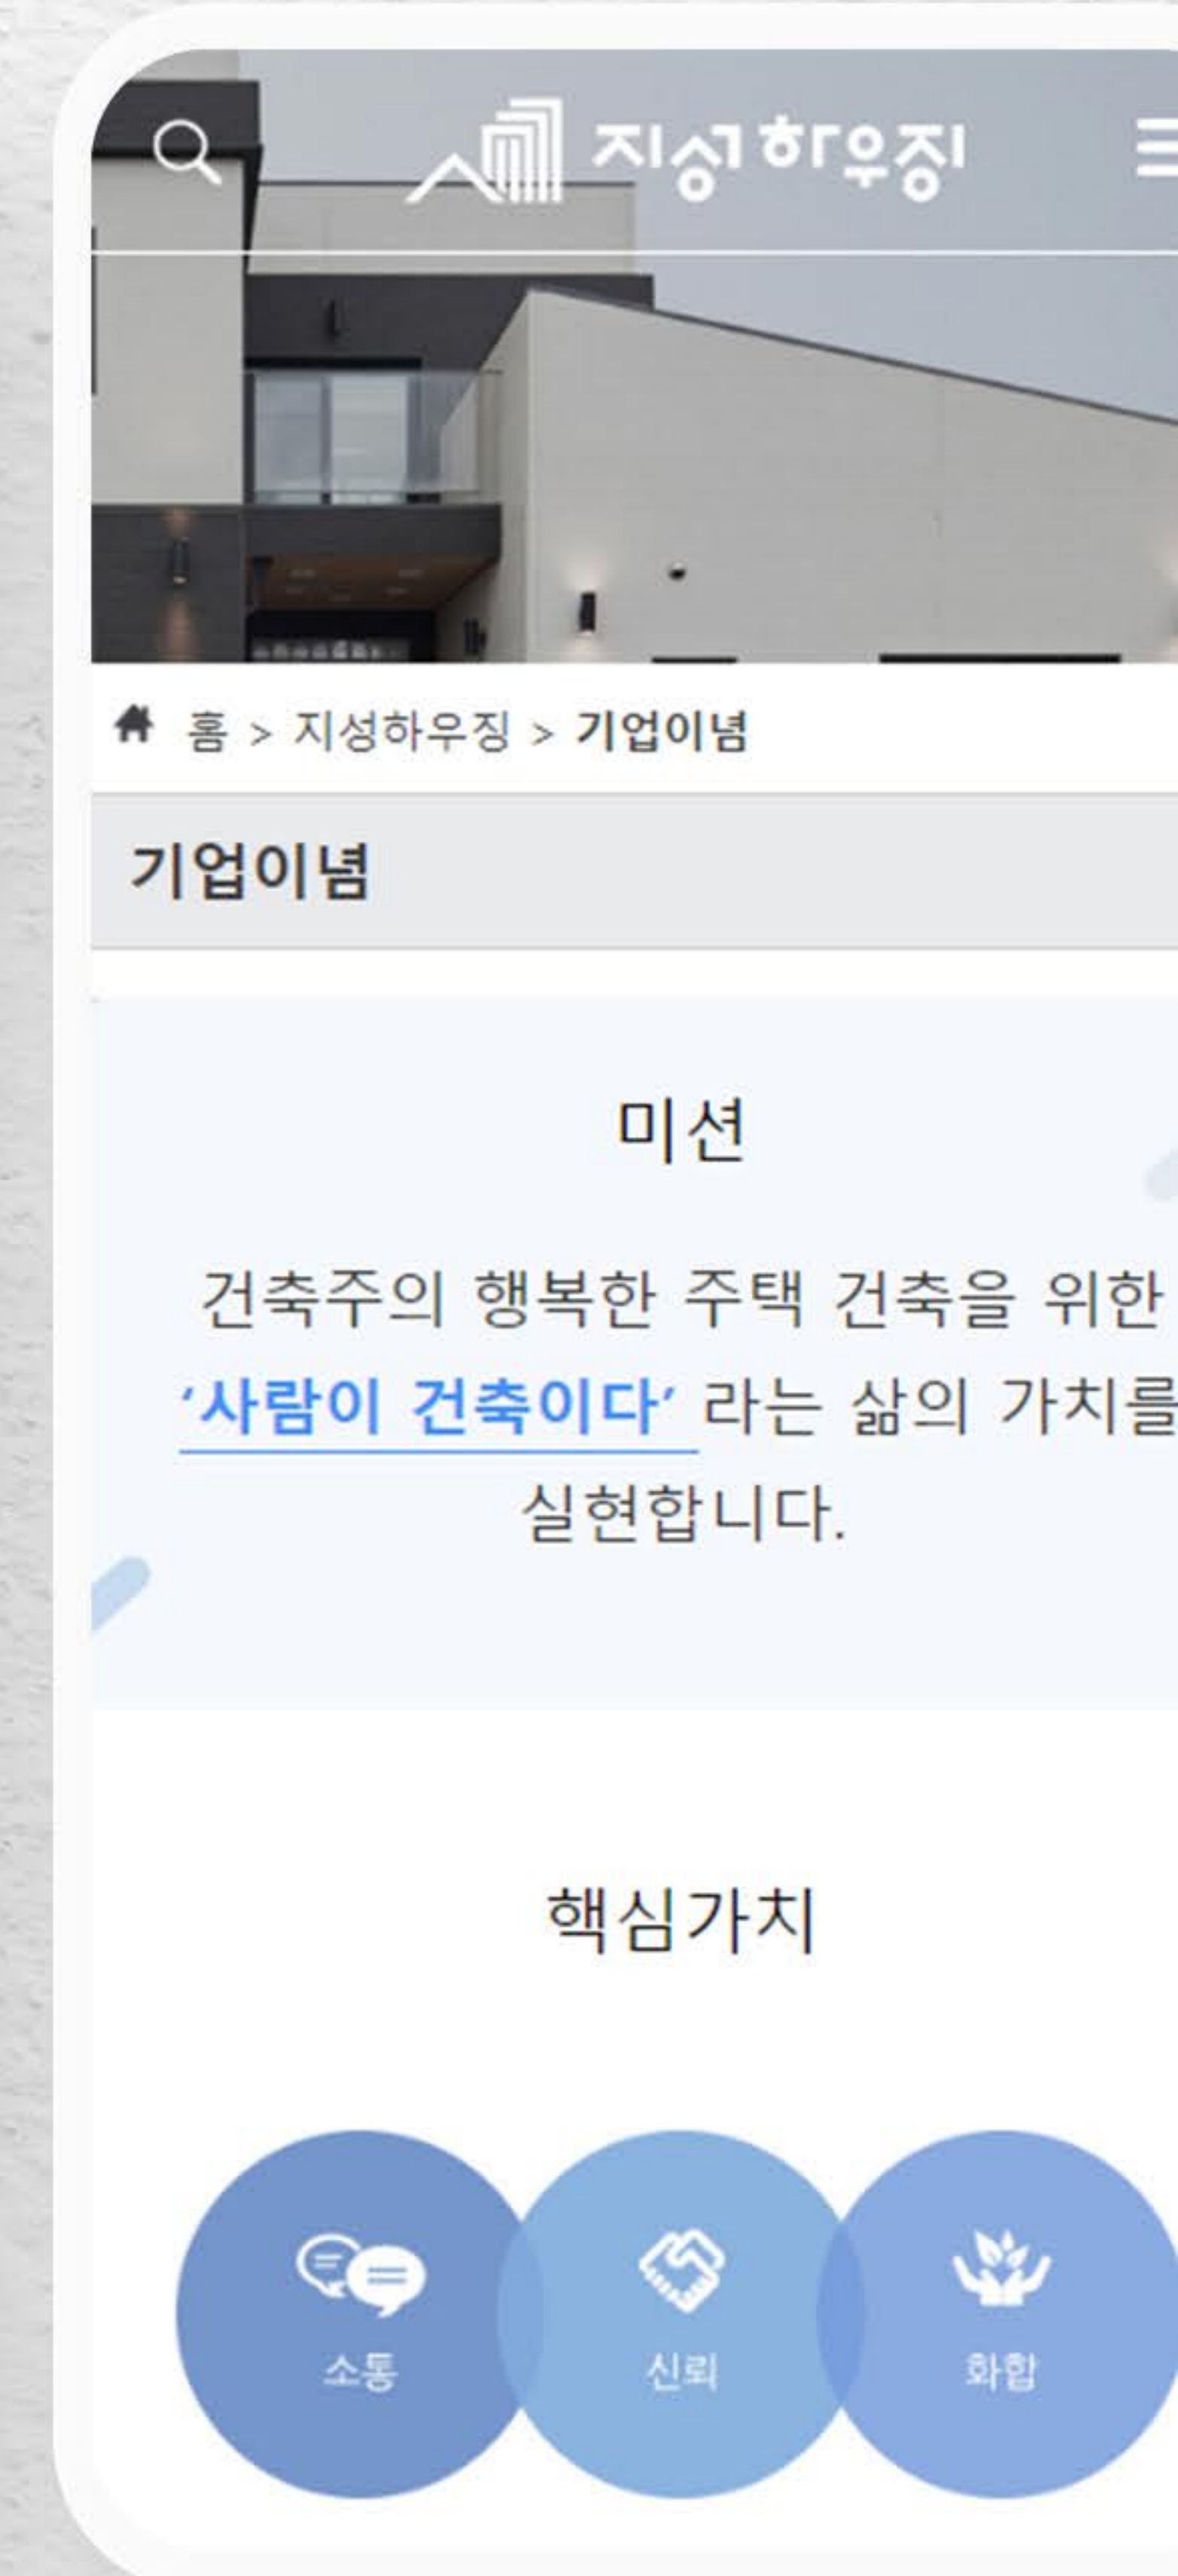 지성하우징
홈 > 지성하우징 > 기업이념
기업이념
미션
건축주의 행복한 주택 건축을 위한
‘사람이 건축이다’ 라는 삶의 가치를
실현합니다.
핵심가치
소통 신뢰 화합